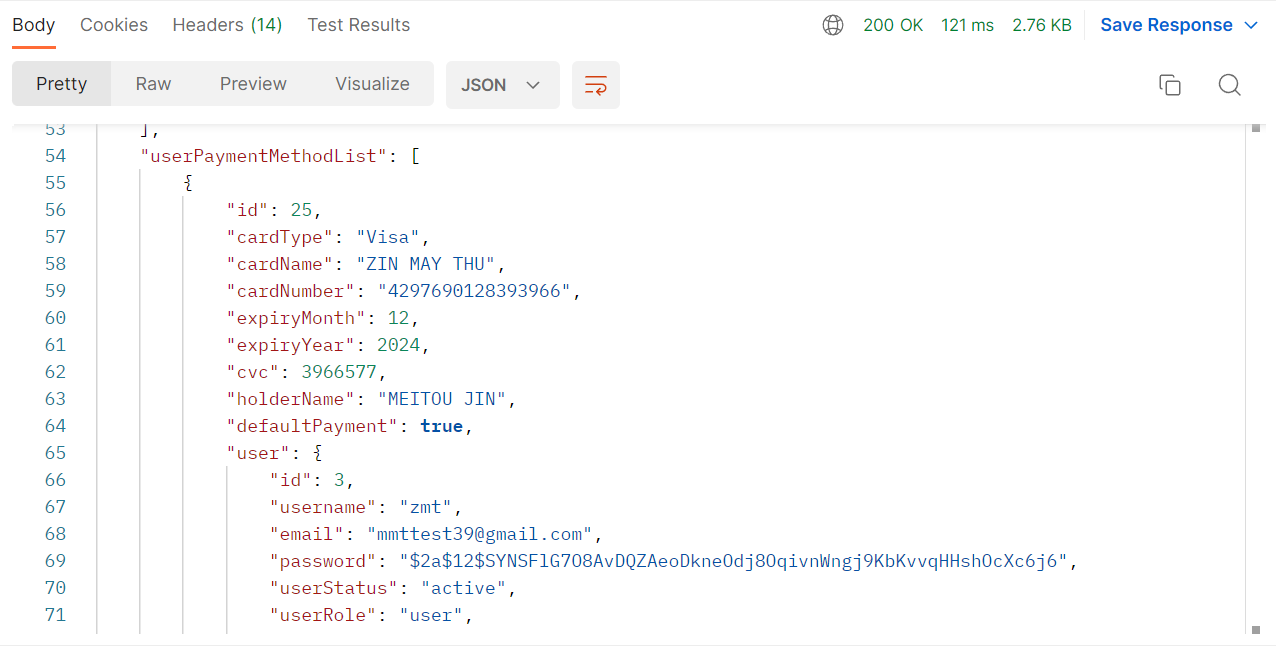 Body Cookies Headers (14) Test Results 200 OK 121 ms 2.76 KB Save Response
Pretty Raw Preview Visualize JSON
53 ],
54 "userPaymentMethodList": [
55 {
56 "id": 25,
57 "cardType": "Visa",
58 "cardName": "ZIN MAY THU",
59 "cardNumber": "4297690128393966",
60 "expiryMonth": 12,
61 "expiryYear": 2024,
62 "cvc": 3966577,
63 "holderName": "MEITOU JIN",
64 "defaultPayment": true,
65 "user": {
66 "id": 3,
67 "username": "zmt",
68 "email": "mmttest39@gmail.com",
69 "password": "$2a$12$SYNSFlG7O8AvDQZAeoDkneOdj8OqivnWngj9KbKvvqHHshOcXc6j6",
70 "userStatus": "active",
71 "userRole": "user",